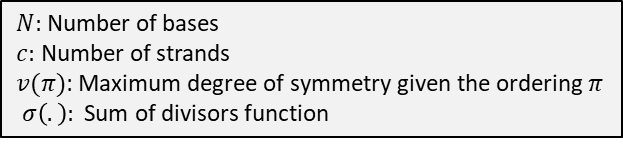 N: Number of bases
c: Number of strands
v(π): Maximum degree of symmetry given the ordering π
σ(.): Sum of divisors function